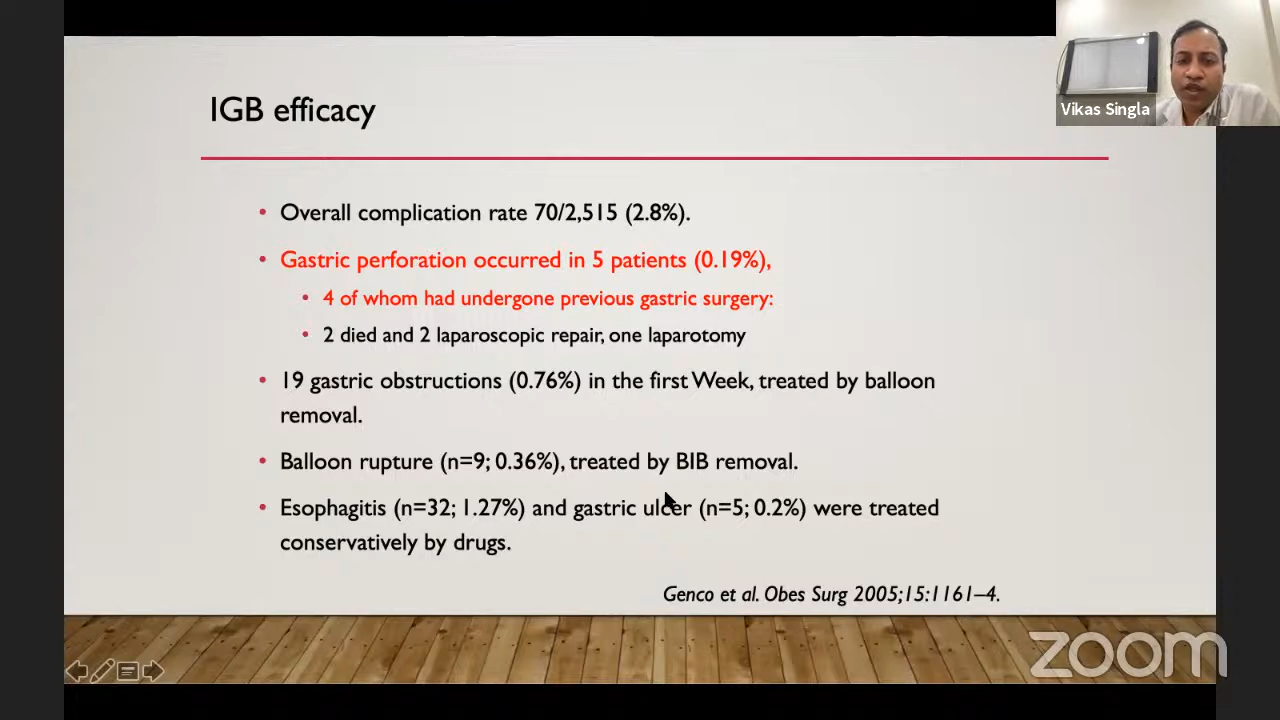 Vikas Singla
IGB efficacy
• Overall complication rate 70/2,515 (2.8%).
• Gastric perforation occurred in 5 patients (0.19%),
• 4 of whom had undergone previous gastric surgery:
• 2 died and 2 laparoscopic repair, one laparotomy
• 19 gastric obstructions (0.76%) in the first Week, treated by balloon
removal.
• Balloon rupture (n=9; 0.36%), treated by BIB removal.
• Esophagitis (n=32; 1.27%) and gastric ulcer (n=5; 0.2%) were treated
conservatively by drugs.
Genco et al. Obes Surg 2005;15:1161–4.
zoom